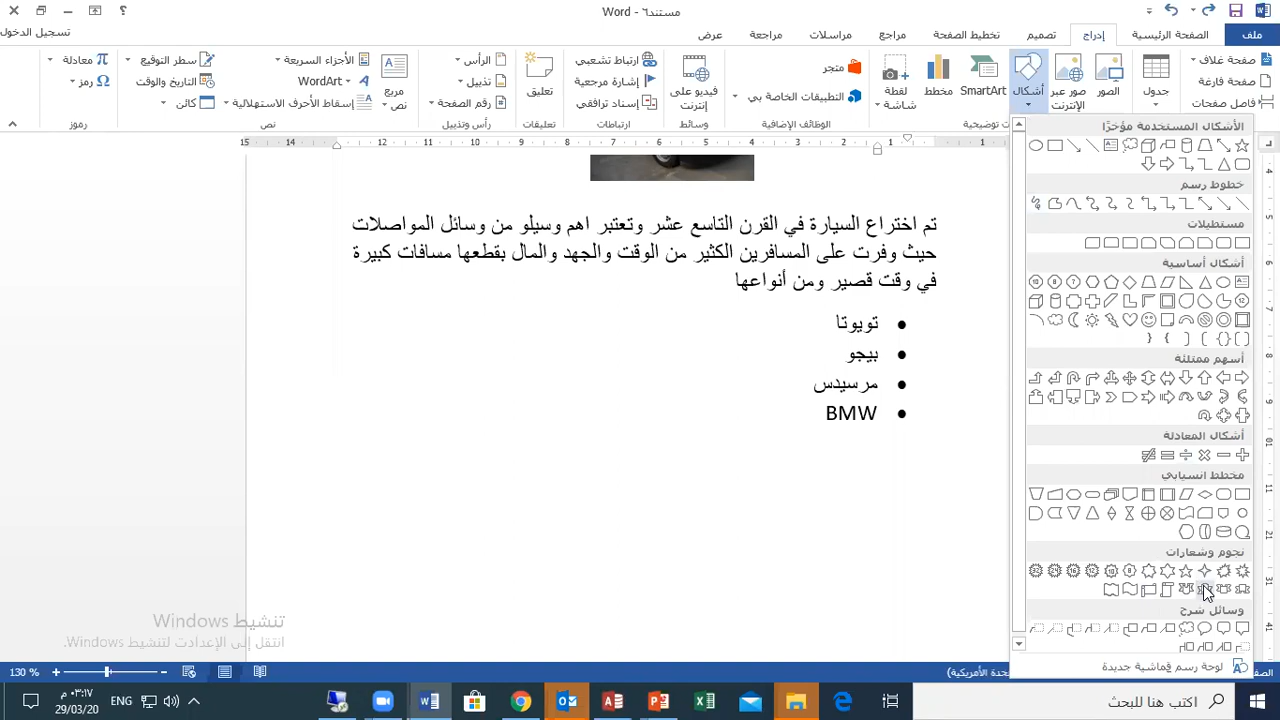 مستند٦ - Word
تسجيل الدخول
ملف
الصفحة الرئيسية
إدراج
تصميم
تخطيط الصفحة
مراجع
مراسلات
مراجعة
عرض
صفحة غلاف
صفحة فارغة
فاصل صفحات
جدول
الصور
صور عبر الإنترنت
أشكال
SmartArt
مخطط
لقطة شاشة
متجر
التطبيقات الخاصة بي
الوظائف الإضافية
فيديو على إنترنت
وسائط
ارتباط تشعبي
إشارة مرجعية
إسناد ترافقي
ارتباطات
تعليق
تعليقات
الرأس
تذييل
رقم الصفحة
رأس وتذييل
مربع نص
الأجزاء السريعة
WordArt
إسقاط الأحرف الاستهلالية
سطر التوقيع
التاريخ والوقت
كائن
نص
معادلة
رمز
رموز
الأشكال المستخدمة مؤخرًا
خطوط رسم
مستطيلات
أشكال أساسية
أسهم ممتلئة
أشكال المعادلة
مخطط انسيابي
نجوم وشعارات
وسائل شرح
لوحة رسم قماشية جديدة
تم اختراع السيارة في القرن التاسع عشر وتعتبر اهم وسيلو من وسائل المواصلات
حيث وفرت على المسافرين الكثير من الوقت والجهد والمال بقطعها مسافات كبيرة
في وقت قصير ومن أنواعها
• تويوتا
• بيجو
• مرسيدس
• BMW
تنشيط Windows
انتقل إلى الإعدادت لتنشيط Windows.
130 %
اكتب هنا للبحث
ENG
٠٣:١٧ م
29/03/20